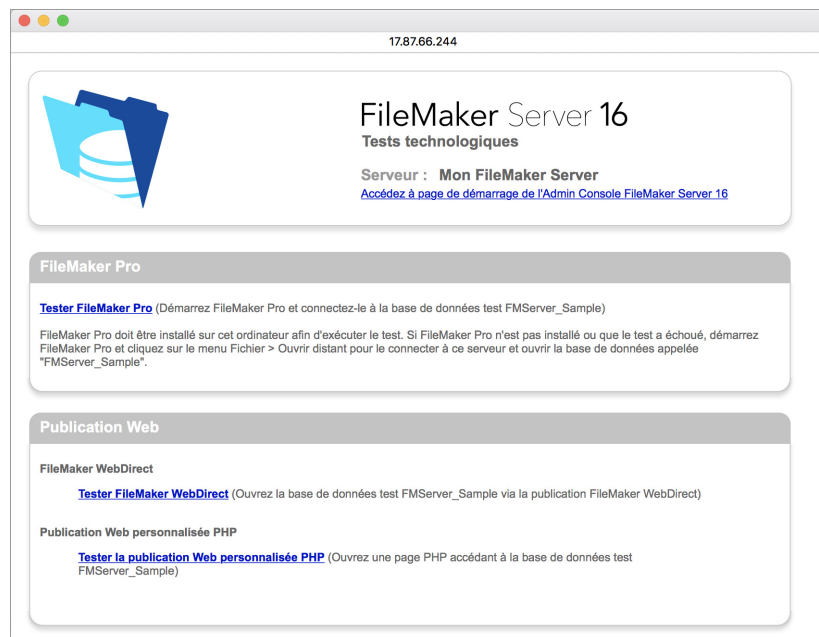 17.87.66.244
FileMaker Server 16
Tests technologiques
Serveur : Mon FileMaker Server
Accédez à page de démarrage de l'Admin Console FileMaker Server 16
FileMaker Pro
Tester FileMaker Pro (Démarrez FileMaker Pro et connectez-le à la base de données test FMServer_Sample)
FileMaker Pro doit être installé sur cet ordinateur afin d'exécuter le test. Si FileMaker Pro n'est pas installé ou que le test a échoué, démarrez
FileMaker Pro et cliquez sur le menu Fichier > Ouvrir distant pour le connecter à ce serveur et ouvrir la base de données appelée
"FMServer_Sample".
Publication Web
FileMaker WebDirect
Tester FileMaker WebDirect (Ouvrez la base de données test FMServer_Sample via la publication FileMaker WebDirect)
Publication Web personnalisée PHP
Tester la publication Web personnalisée PHP (Ouvrez une page PHP accédant à la base de données test
FMServer_Sample)